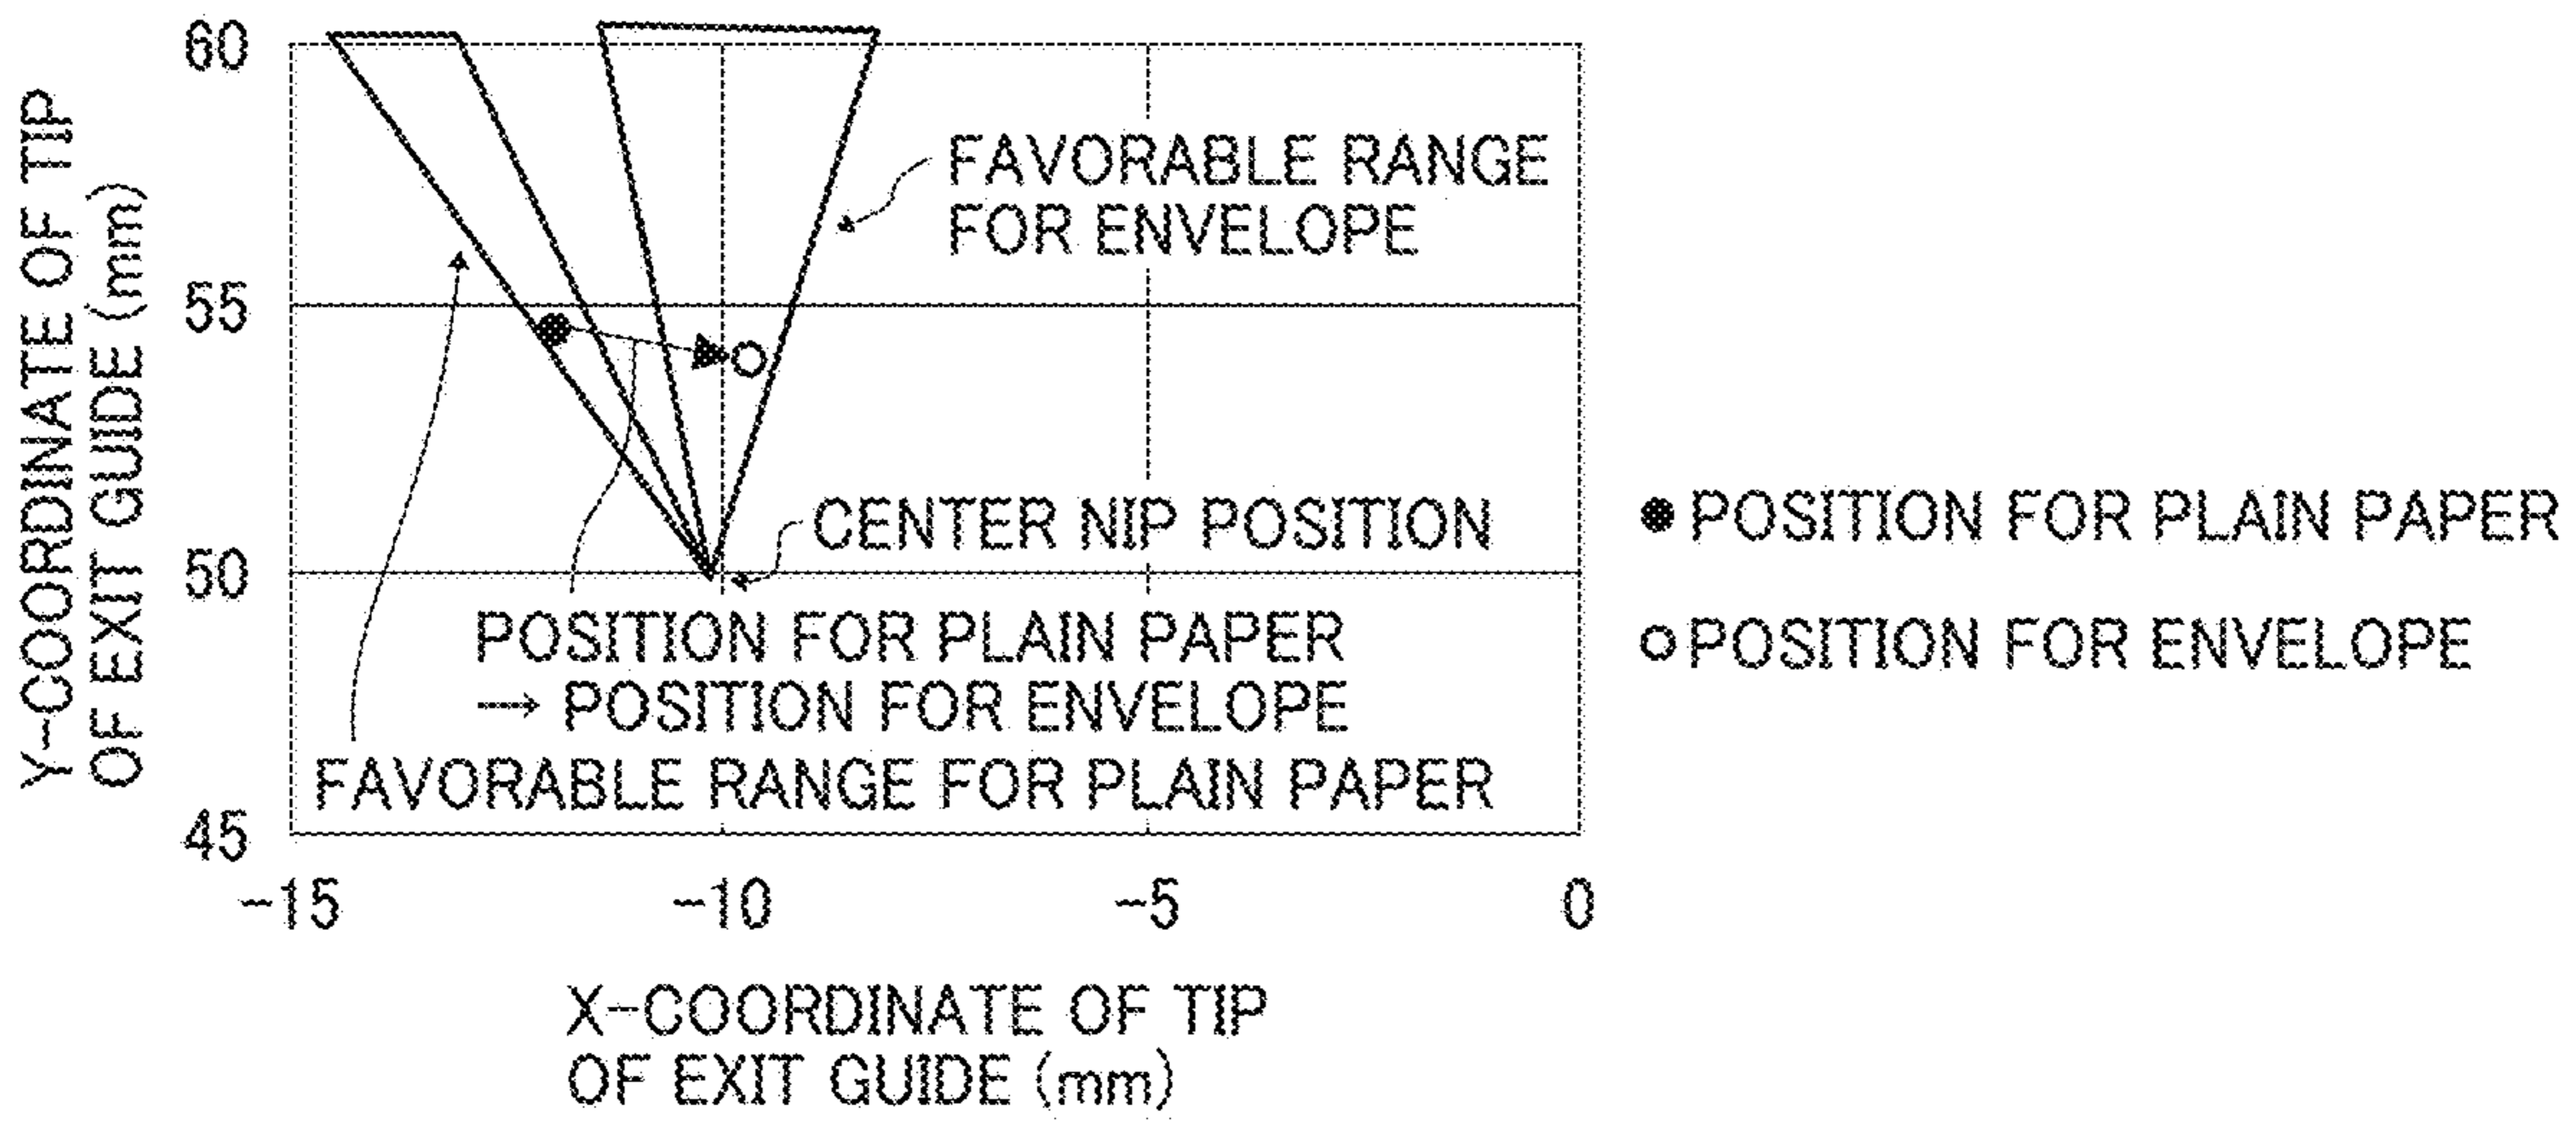 Y-COORDINATE OF TIP
OF EXIT GUIDE (mm)
60
55
50
45
FAVORABLE RANGE
FOR ENVELOPE
CENTER NIP POSITION
POSITION FOR PLAIN PAPER
→ POSITION FOR ENVELOPE
FAVORABLE RANGE FOR PLAIN PAPER
-15
-10
-5
0
X-COORDINATE OF TIP
OF EXIT GUIDE (mm)
POSITION FOR PLAIN PAPER
POSITION FOR ENVELOPE